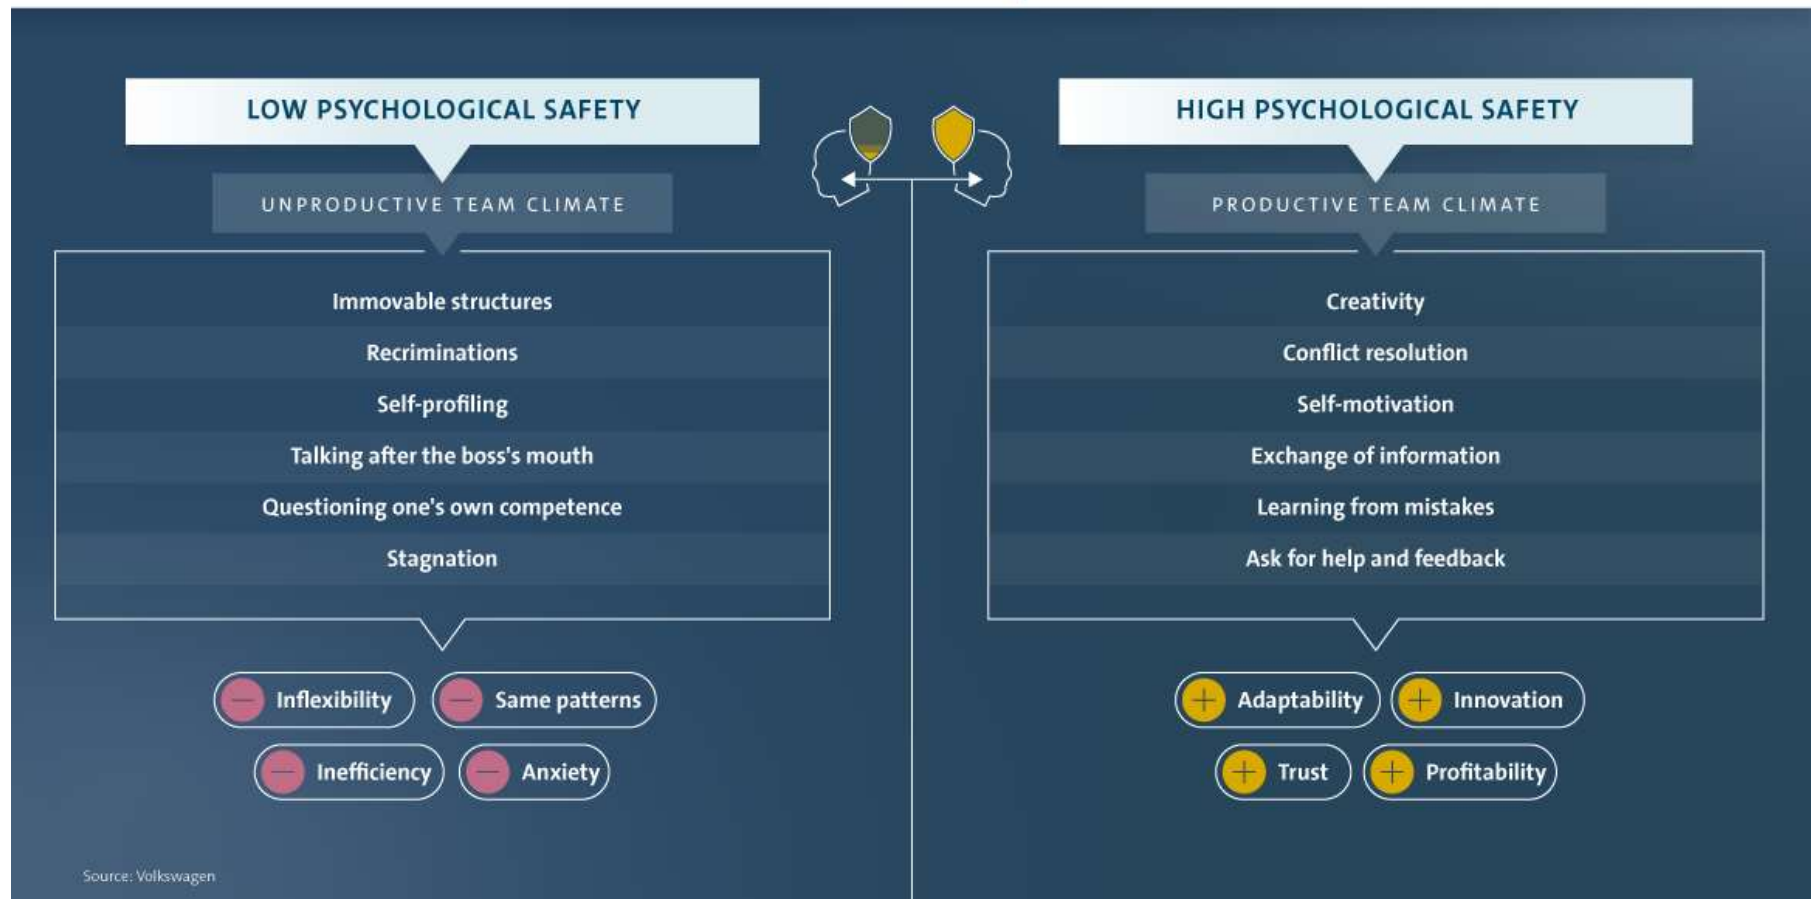 LOW PSYCHOLOGICAL SAFETY
UNPRODUCTIVE TEAM CLIMATE
Immovable structures
Recriminations
Self-profiling
Talking after the boss's mouth
Questioning one's own competence
Stagnation
Inflexibility
Same patterns
Inefficiency
Anxiety
HIGH PSYCHOLOGICAL SAFETY
PRODUCTIVE TEAM CLIMATE
Creativity
Conflict resolution
Self-motivation
Exchange of information
Learning from mistakes
Ask for help and feedback
Adaptability
Innovation
Trust
Profitability
Source: Volkswagen